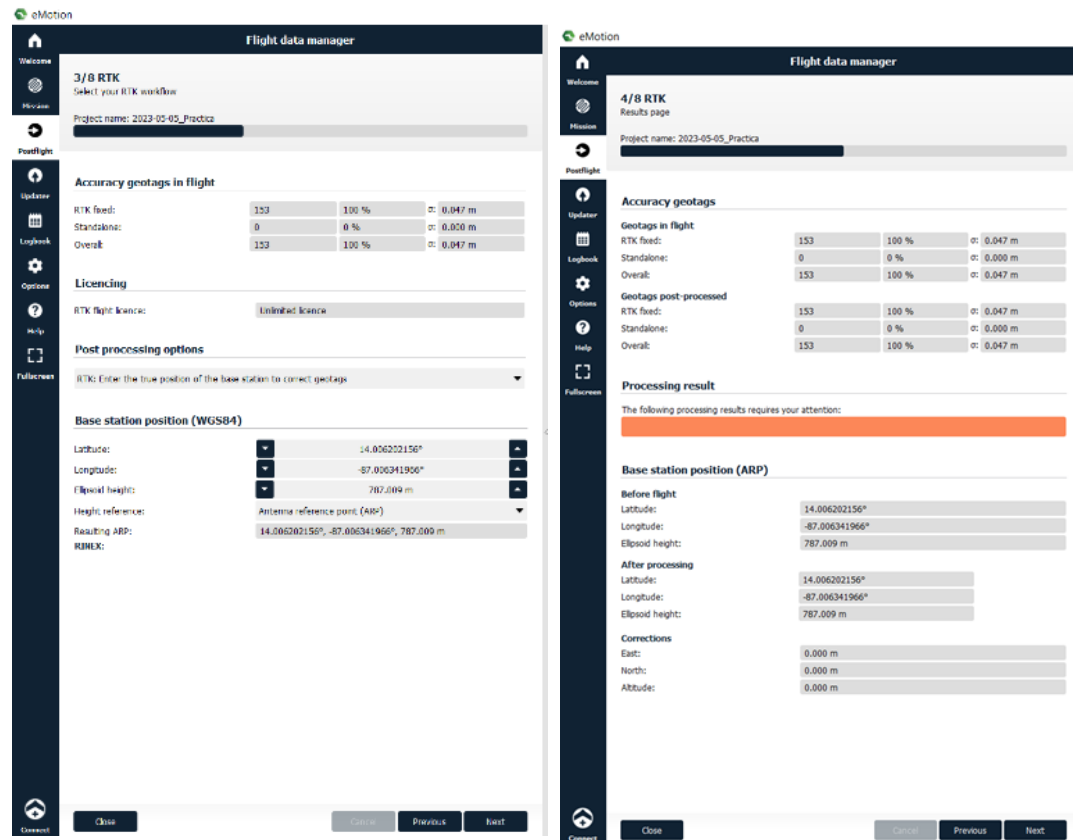 eMotion
Welcome
Mission
Postflight
Updater
Logbook
Options
Help
Fullscreen
Connect
Flight data manager
3/8 RTK
Select your RTK workflow
Project name: 2023-05-05_Practica
Accuracy geotags in flight
RTK fixed: 153 100 % σ: 0.047 m
Standalone: 0 0 % σ: 0.000 m
Overall: 153 100 % σ: 0.047 m
Licencing
RTK flight licence: Unlimited licence
Post processing options
RTK: Enter the true position of the base station to correct geotags
Base station position (WGS84)
Latitude: 14.006202156°
Longitude: -87.006341966°
Ellipsoid height: 787.009 m
Height reference: Antenna reference point (ARP)
Resulting ARP: 14.006202156°, -87.006341966°, 787.009 m
RINEX:
Close Cancel Previous Next
eMotion
Welcome
Mission
Postflight
Updater
Logbook
Options
Help
Fullscreen
Connect
Flight data manager
4/8 RTK
Results page
Project name: 2023-05-05_Practica
Accuracy geotags
Geotags in flight
RTK fixed: 153 100 % σ: 0.047 m
Standalone: 0 0 % σ: 0.000 m
Overall: 153 100 % σ: 0.047 m
Geotags post-processed
RTK fixed: 153 100 % σ: 0.047 m
Standalone: 0 0 % σ: 0.000 m
Overall: 153 100 % σ: 0.047 m
Processing result
The following processing results requires your attention:
Base station position (ARP)
Before flight
Latitude: 14.006202156°
Longitude: -87.006341966°
Ellipsoid height: 787.009 m
After processing
Latitude: 14.006202156°
Longitude: -87.006341966°
Ellipsoid height: 787.009 m
Corrections
East: 0.000 m
North: 0.000 m
Altitude: 0.000 m
Close Cancel Previous Next